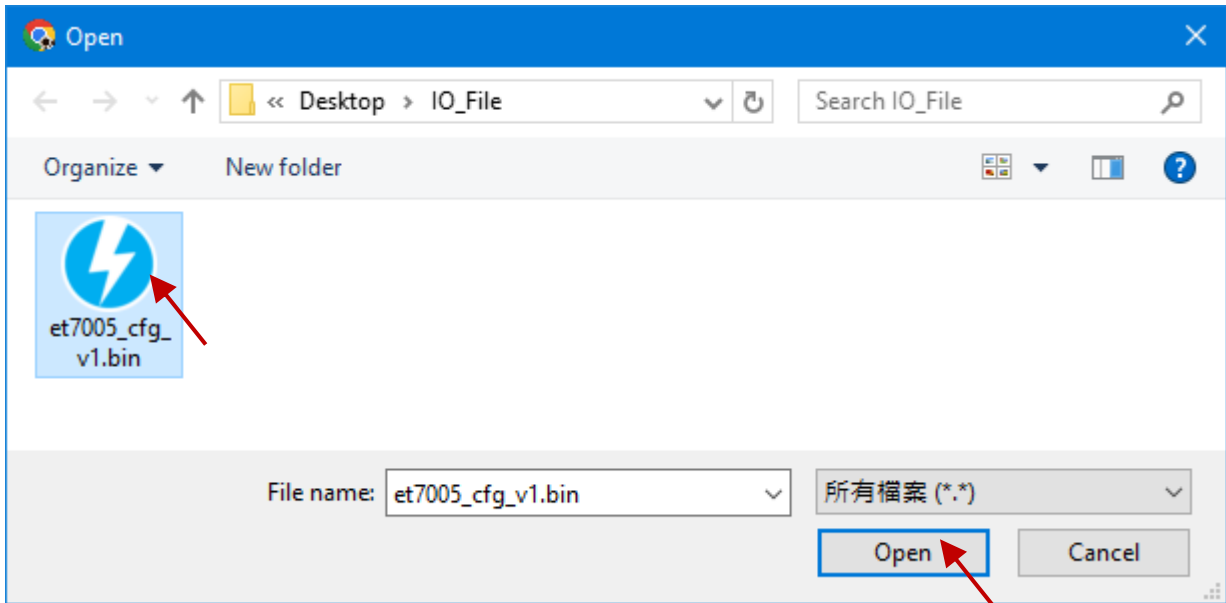 Open
« Desktop > IO_File
Search IO_File
Organize
New folder
?
et7005_cfg_
v1.bin
File name:
et7005_cfg_v1.bin
所有檔案 (*.*)
Open
Cancel